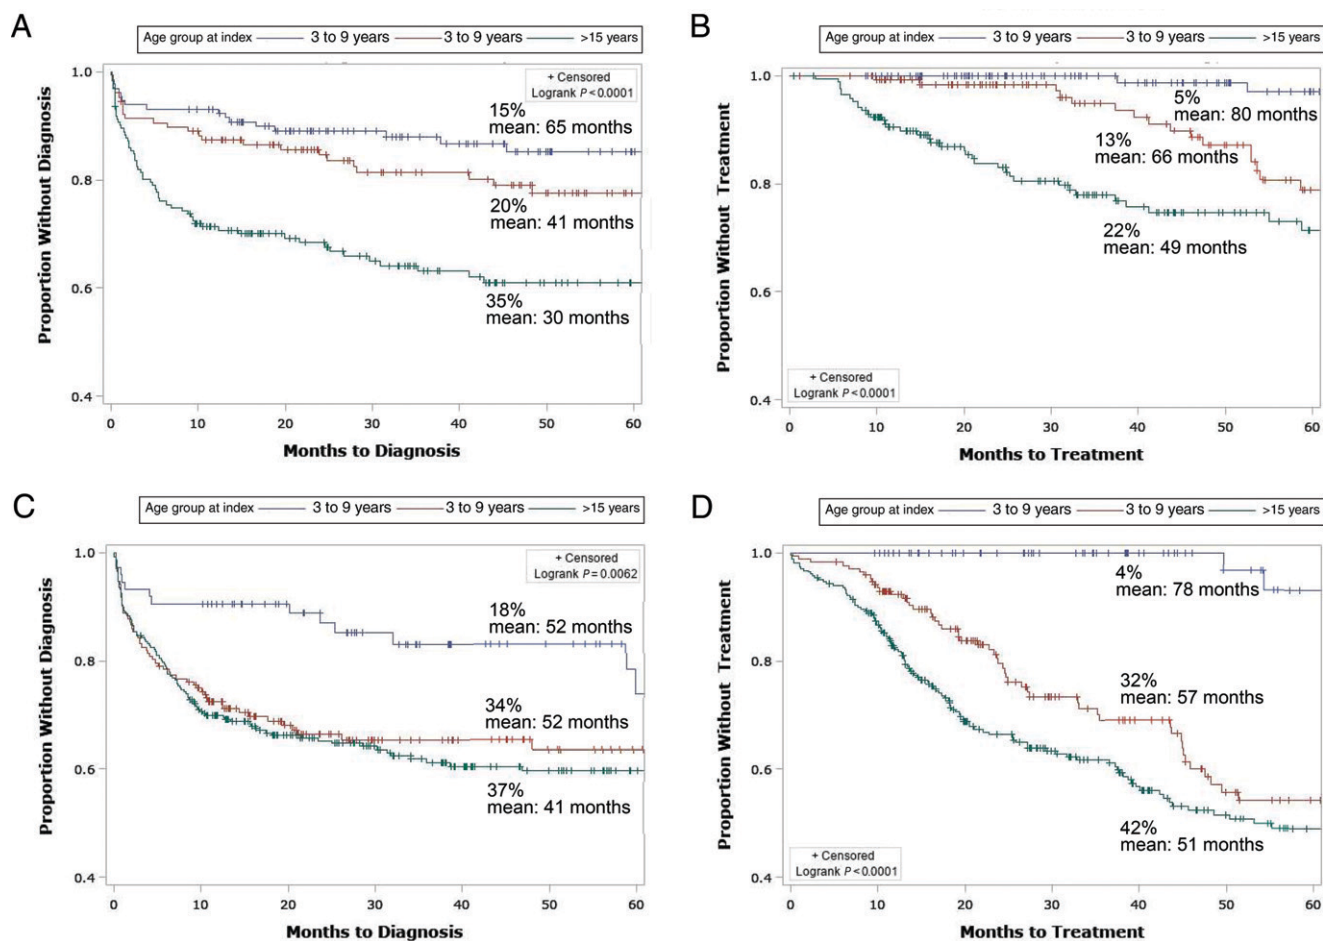 A
Age group at index 3 to 9 years 3 to 9 years >15 years
1.0
0.8
0.6
0.4
Proportion Without Diagnosis
+ Censored
Logrank P < 0.0001
15%
mean: 65 months
20%
mean: 41 months
35%
mean: 30 months
0 10 20 30 40 50 60
Months to Diagnosis
B
Age group at index 3 to 9 years 3 to 9 years >15 years
1.0
0.8
0.6
0.4
Proportion Without Treatment
5%
mean: 80 months
13%
mean: 66 months
22%
mean: 49 months
+ Censored
Logrank P < 0.0001
0 10 20 30 40 50 60
Months to Treatment
C
Age group at index 3 to 9 years 3 to 9 years >15 years
1.0
0.8
0.6
0.4
Proportion Without Diagnosis
+ Censored
Logrank P = 0.0062
18%
mean: 52 months
34%
mean: 52 months
37%
mean: 41 months
0 10 20 30 40 50 60
Months to Diagnosis
D
Age group at index 3 to 9 years 3 to 9 years >15 years
1.0
0.8
0.6
0.4
Proportion Without Treatment
4%
mean: 78 months
32%
mean: 57 months
42%
mean: 51 months
+ Censored
Logrank P < 0.0001
0 10 20 30 40 50 60
Months to Treatment